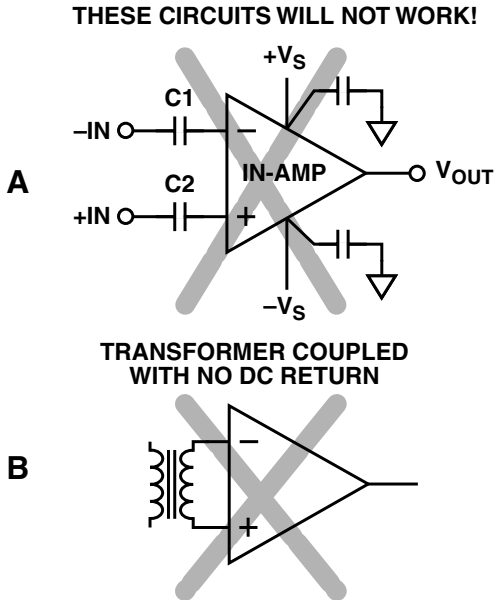 THESE CIRCUITS WILL NOT WORK!
+VS
C1
–IN
–
A
IN-AMP
VOUT
C2
+IN
+
–VS
TRANSFORMER COUPLED
WITH NO DC RETURN
B
–
+